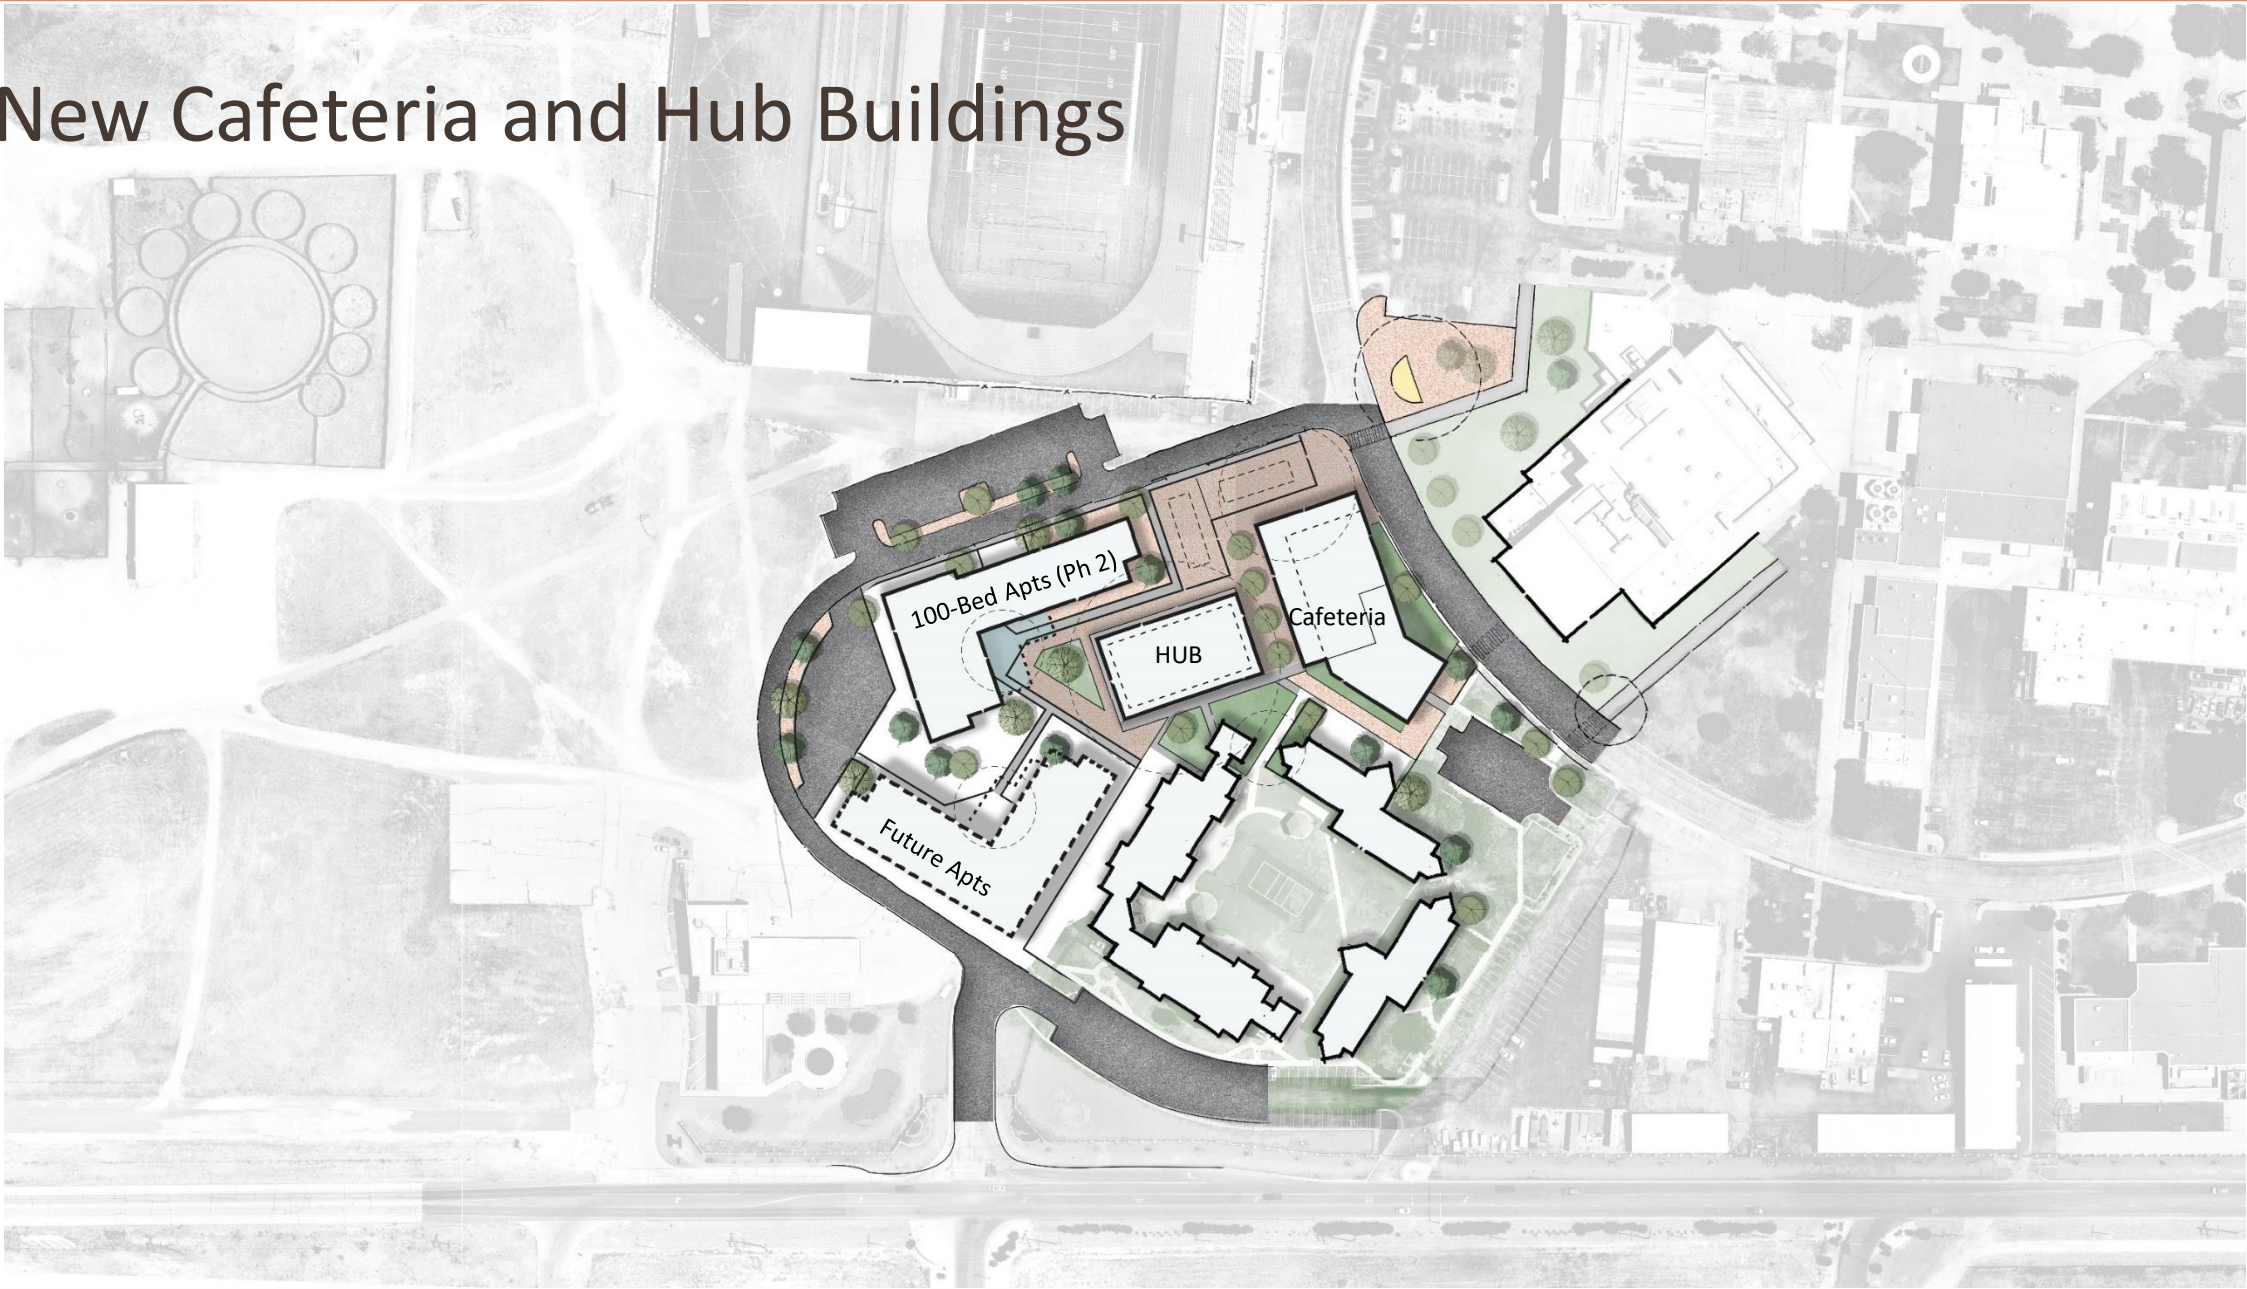 New Cafeteria and Hub Buildings
100-Bed Apts (Ph 2)
Cafeteria
HUB
Future Apts